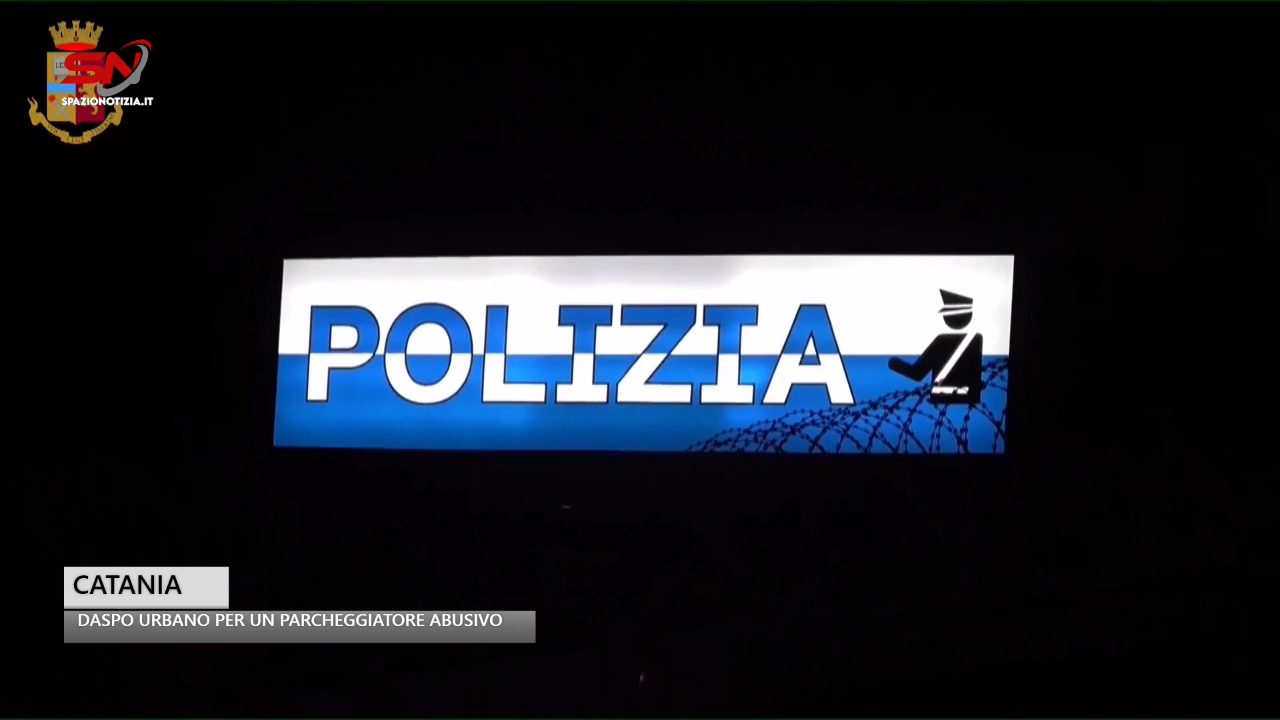 SN
SPAZIONOTIZIA.IT
POLIZIA
CATANIA
DASPO URBANO PER UN PARCHEGGIATORE ABUSIVO